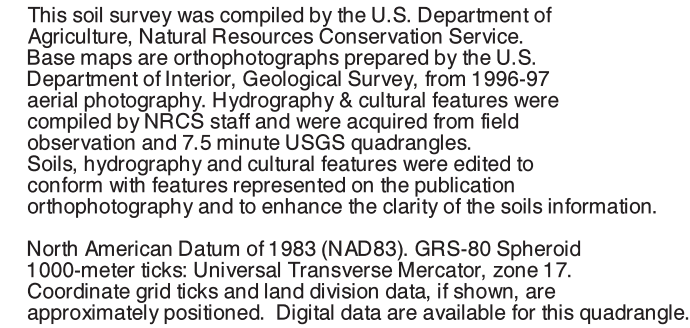 This soil survey was compiled by the U.S. Department of
Agriculture, Natural Resources Conservation Service.
Base maps are orthophotographs prepared by the U.S.
Department of Interior, Geological Survey, from 1996-97
aerial photography. Hydrography & cultural features were
compiled by NRCS staff and were acquired from field
observation and 7.5 minute USGS quadrangles.
Soils, hydrography and cultural features were edited to
conform with features represented on the publication
orthophotography and to enhance the clarity of the soils information.
North American Datum of 1983 (NAD83). GRS-80 Spheroid
1000-meter ticks: Universal Transverse Mercator, zone 17.
Coordinate grid ticks and land division data, if shown, are
approximately positioned. Digital data are available for this quadrangle.